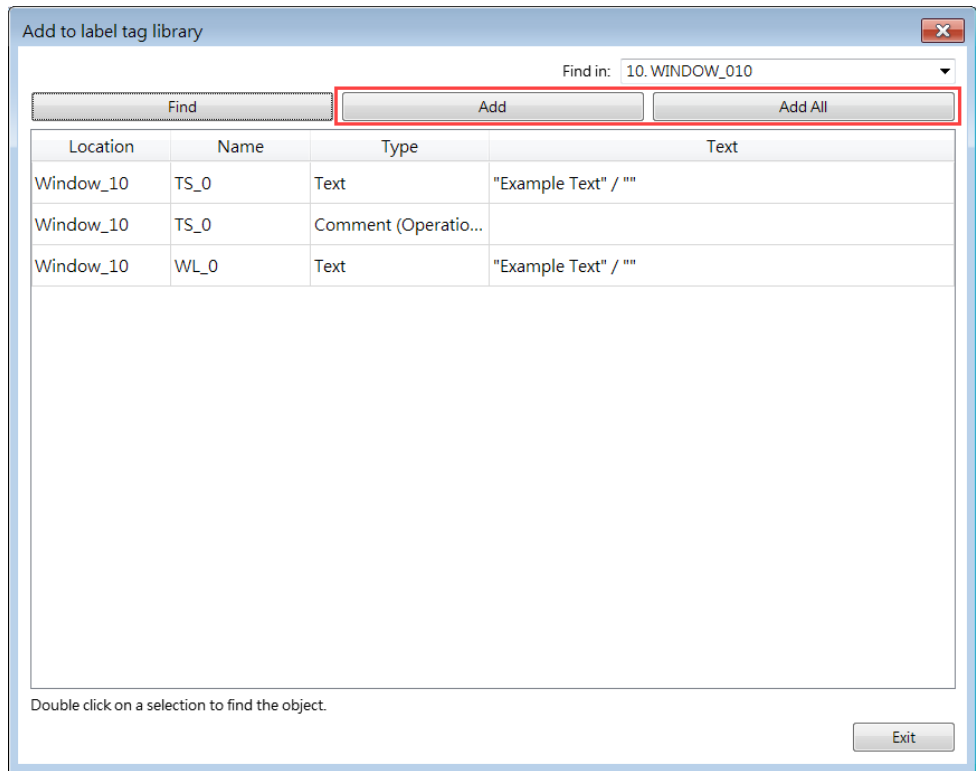 Add to label tag library
Find in: 10. WINDOW_010
Find Add Add All
Location Name Type Text
Window_10 TS_0 Text "Example Text" / ""
Window_10 TS_0 Comment (Operatio...
Window_10 WL_0 Text "Example Text" / ""
Double click on a selection to find the object.
Exit